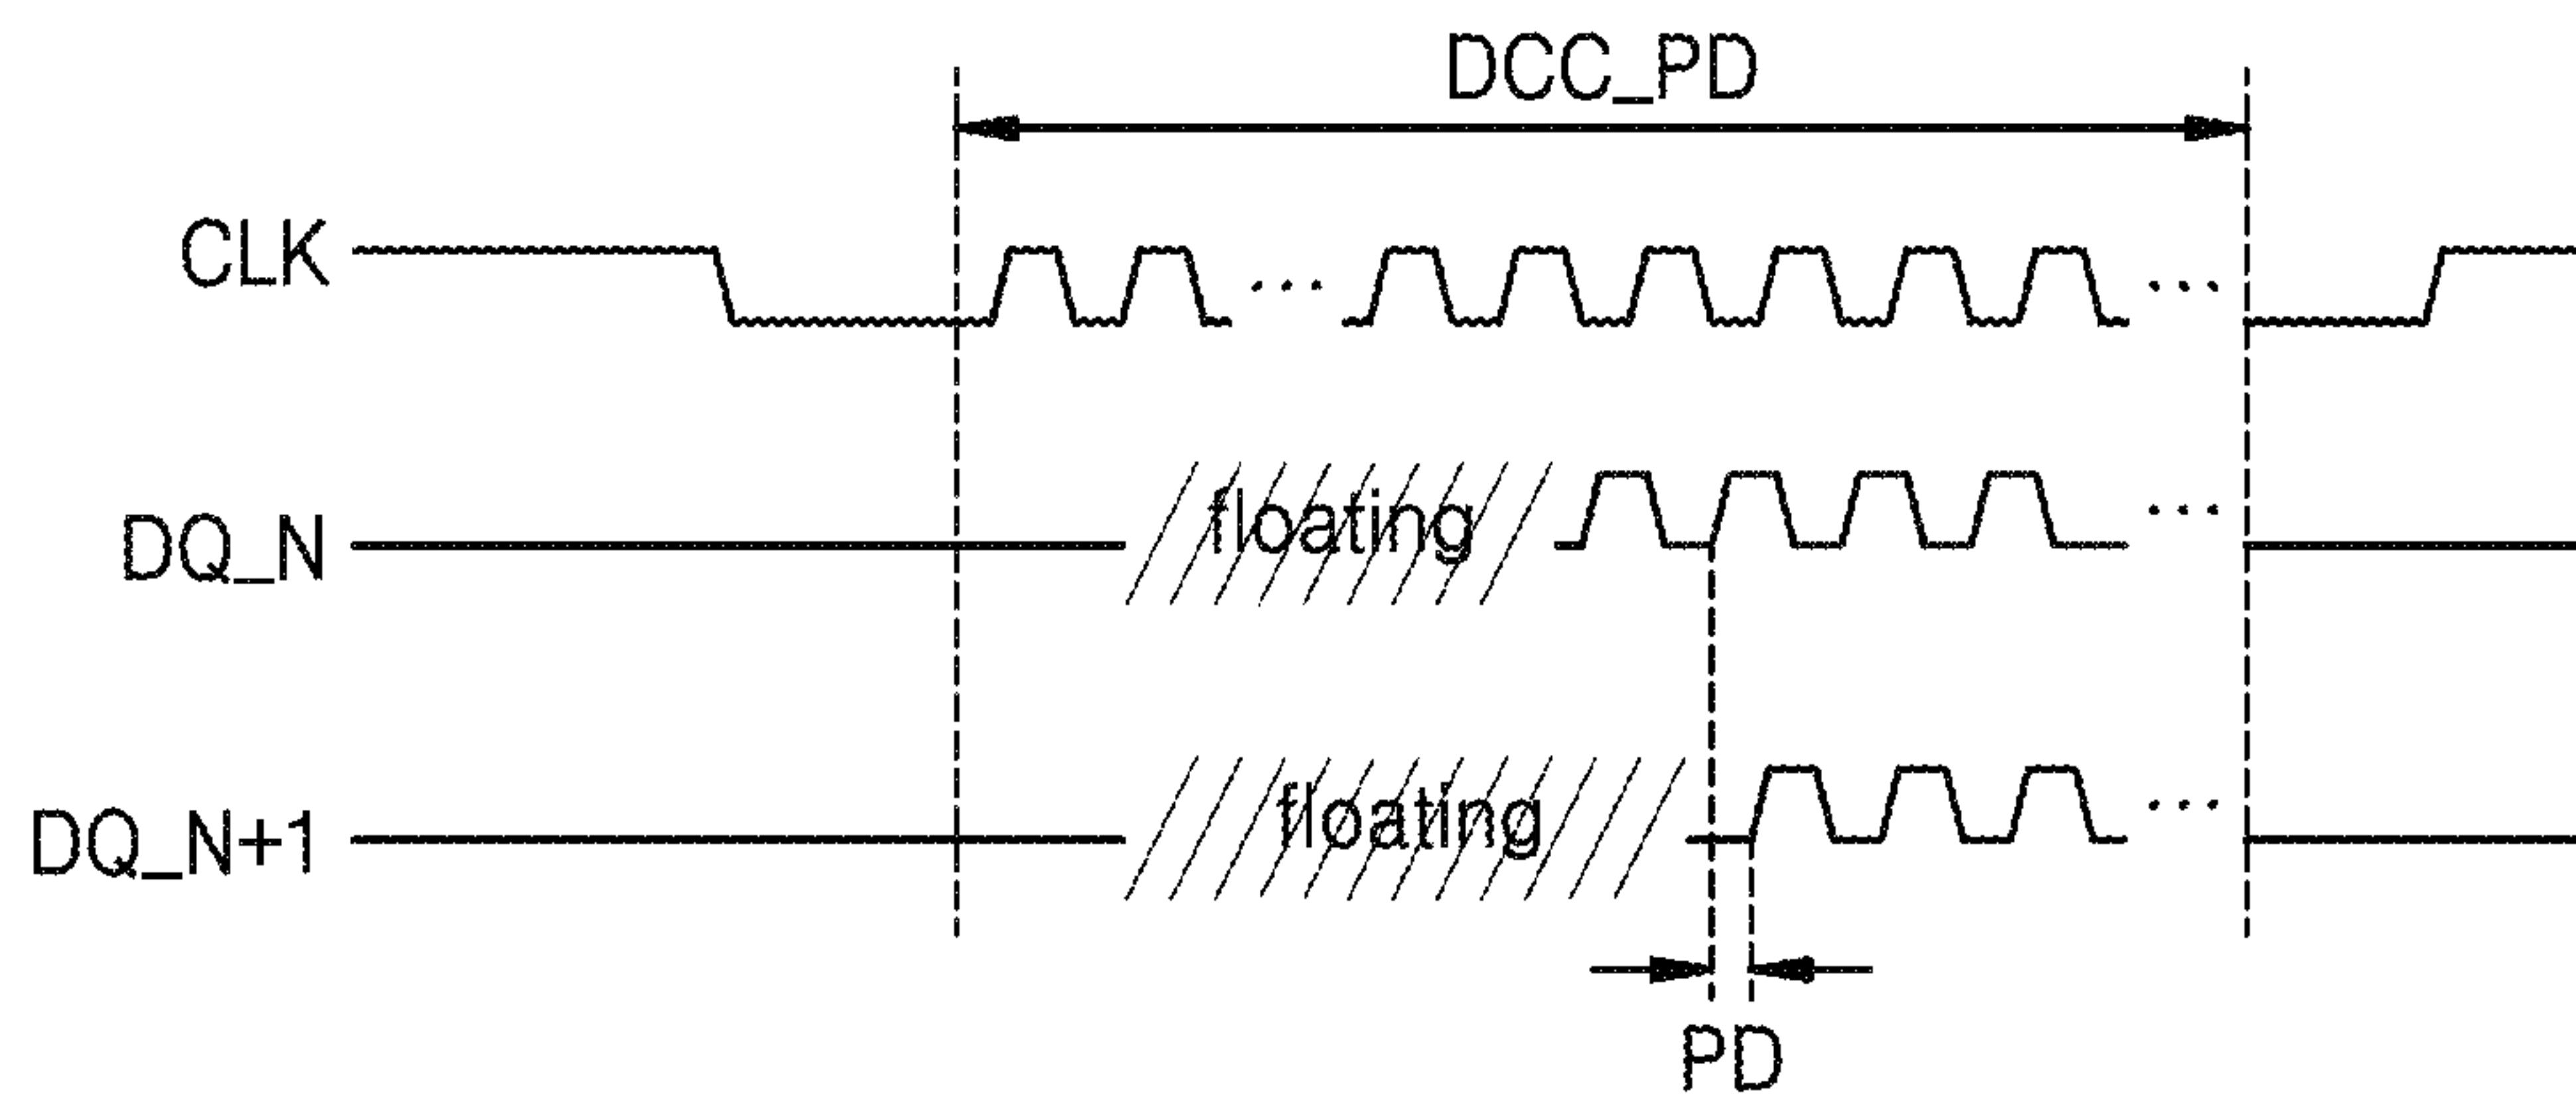 DCC_PD
CLK
...
...
DQ_N
floating
...
DQ_N+1
floating
...
PD